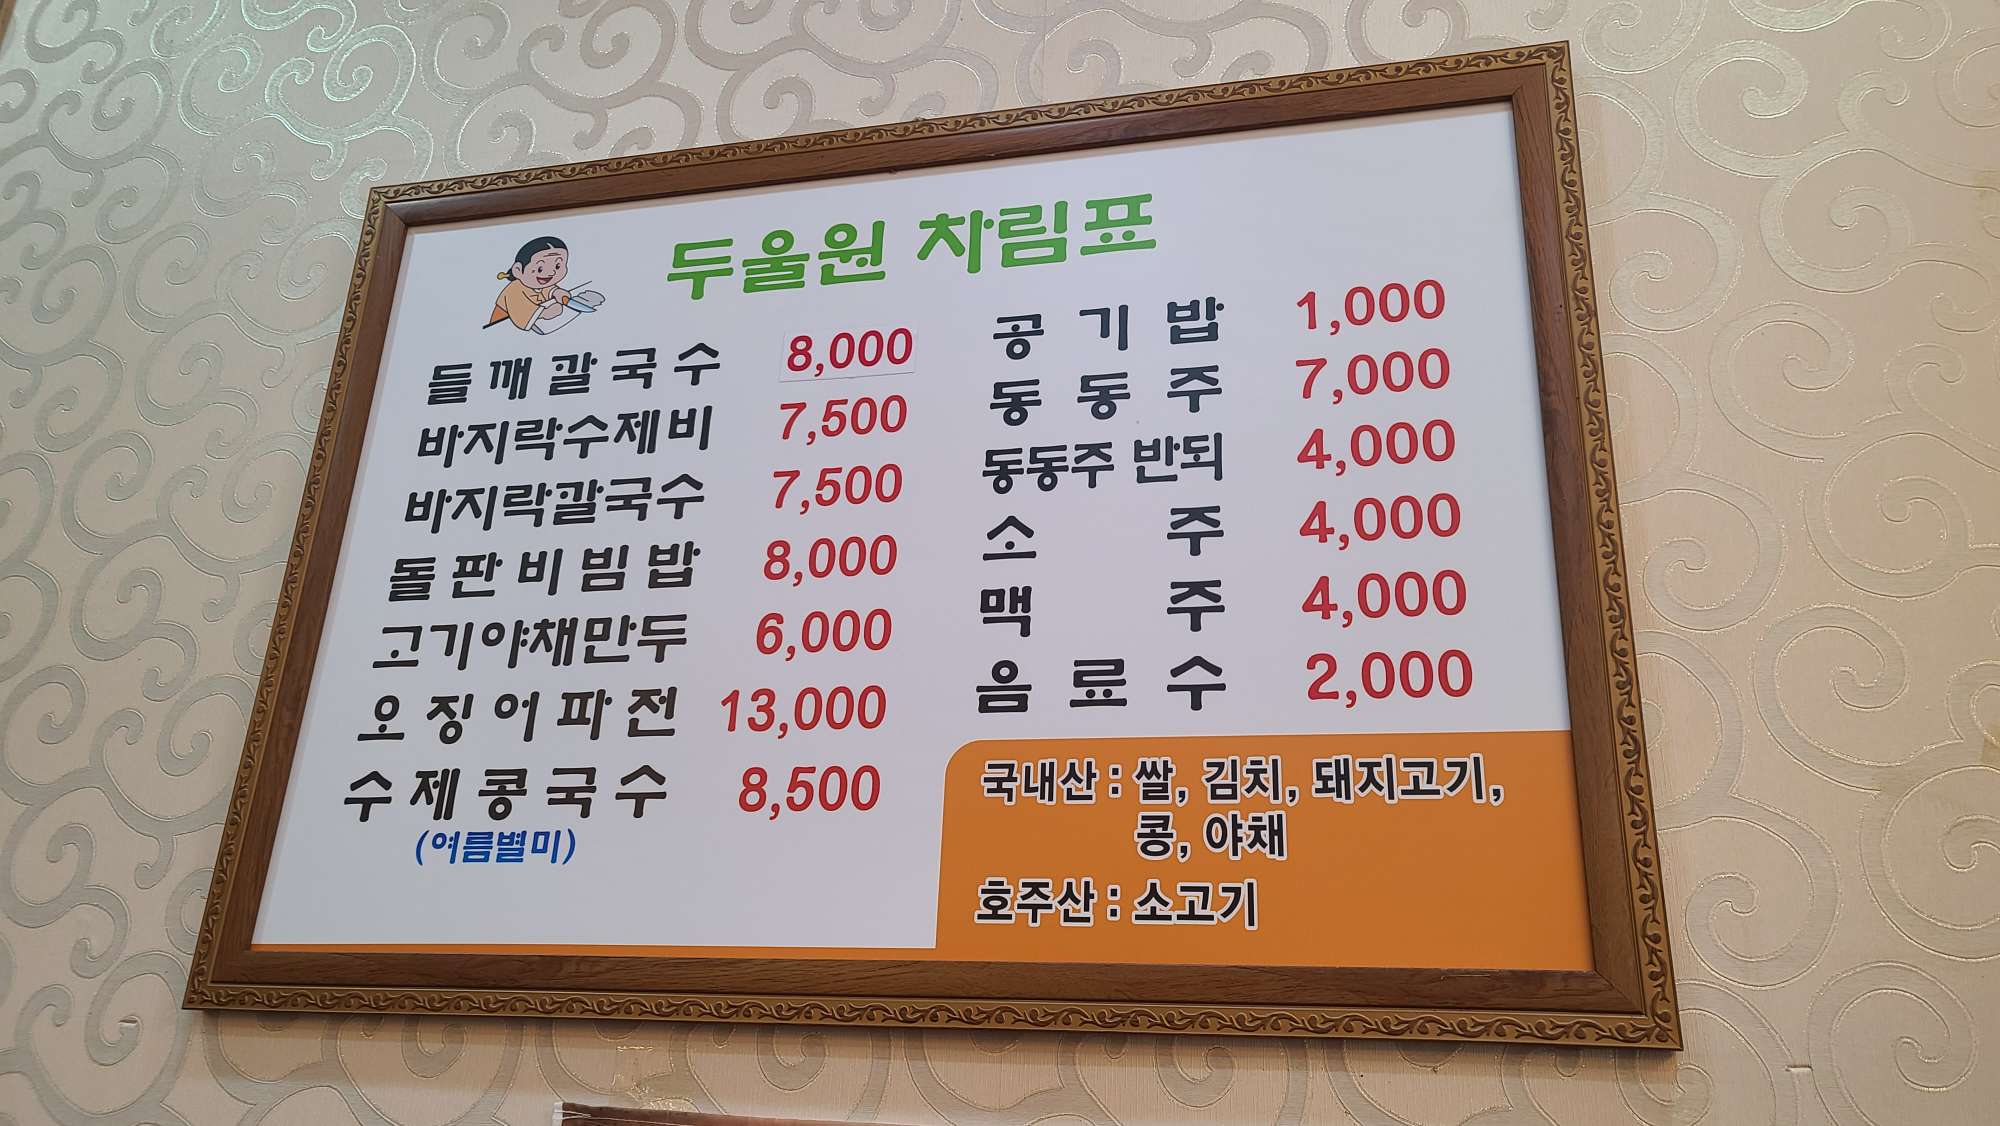 두울원 차림표
들깨칼국수 8,000
바지락수제비 7,500
바지락칼국수 7,500
돌판비빔밥 8,000
고기야채만두 6,000
오징어파전 13,000
수제콩국수 8,500
(여름별미)
공기밥 1,000
동동주 7,000
동동주 반되 4,000
소주 4,000
맥주 4,000
음료수 2,000
국내산 : 쌀, 김치, 돼지고기,
콩, 야채
호주산 : 소고기